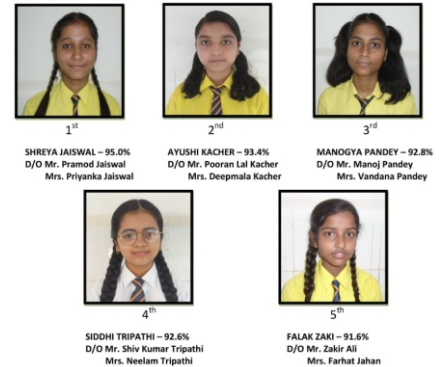 1st
SHREYA JAISWAL – 95.0%
D/O Mr. Pramod Jaiswal
Mrs. Priyanka Jaiswal
2nd
AYUSHI KACHER – 93.4%
D/O Mr. Pooran Lal Kacher
Mrs. Deepmala Kacher
3rd
MANOGYA PANDEY – 92.8%
D/O Mr. Manoj Pandey
Mrs. Vandana Pandey
4th
SIDDHI TRIPATHI – 92.6%
D/O Mr. Shiv Kumar Tripathi
Mrs. Neelam Tripathi
5th
FALAK ZAKI – 91.6%
D/O Mr. Zakir Ali
Mrs. Farhat Jahan